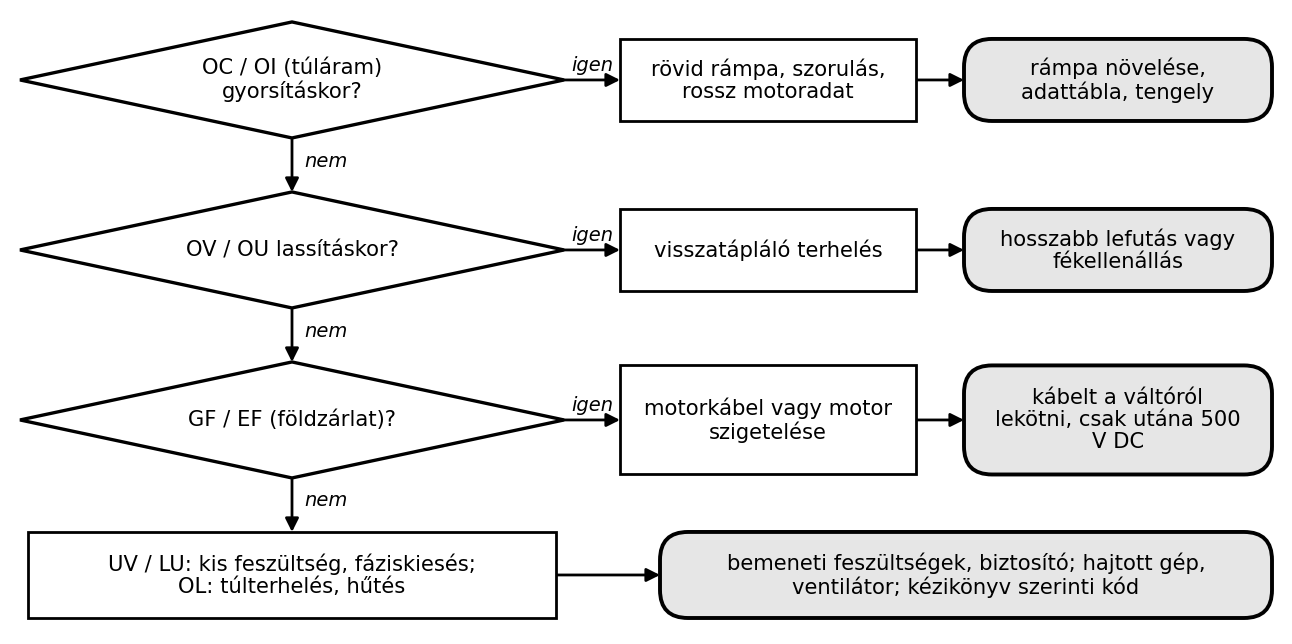 OC / OI (túláram)
gyorsításkor?
igen
rövid rámpa, szorulás,
rossz motoradat
rámpa növelése,
adattábla, tengely
nem
OV / OU lassításkor?
igen
visszatápláló terhelés
hosszabb lefutás vagy
fékellenállás
nem
GF / EF (földzárlat)?
igen
motorkábel vagy motor
szigetelése
kábelt a váltóról
lekötni, csak utána 500
V DC
nem
UV / LU: kis feszültség, fáziskiesés;
OL: túlterhelés, hűtés
bemeneti feszültségek, biztosító; hajtott gép,
ventilátor; kézikönyv szerinti kód